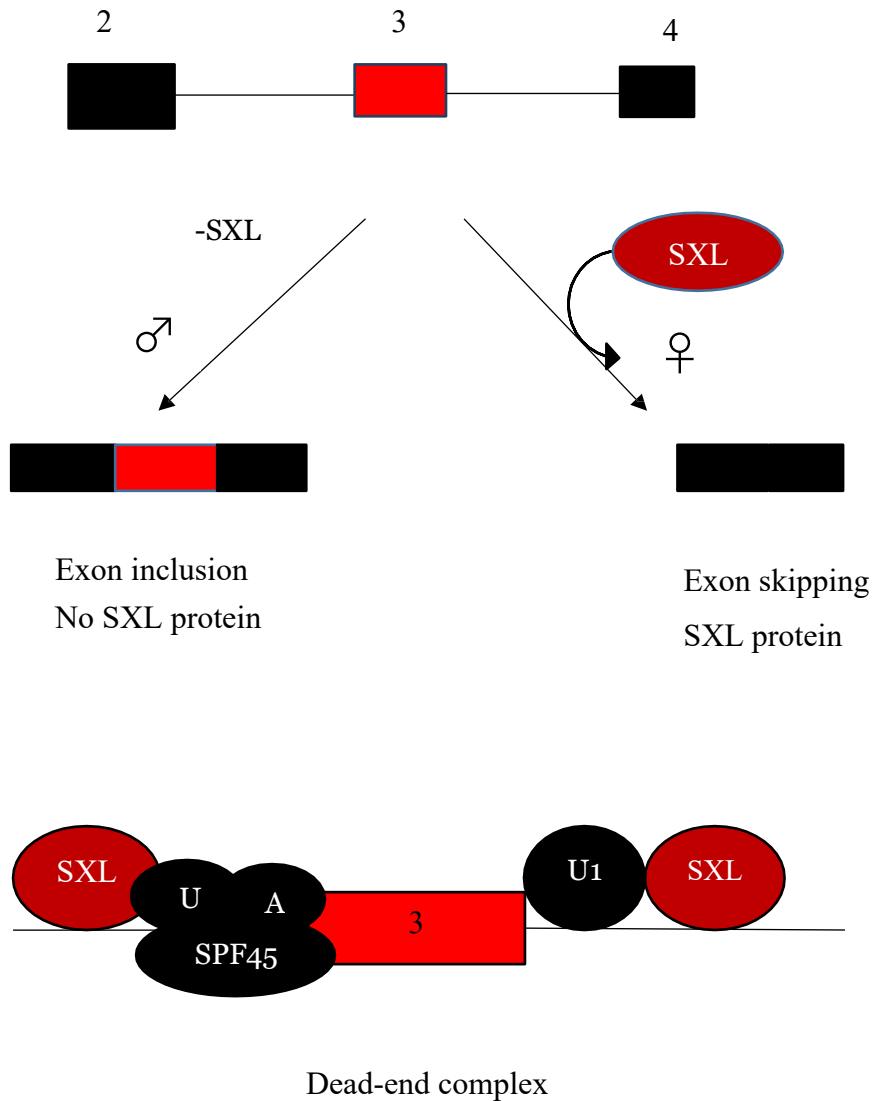 2 3 4
-SXL
SXL
♂
♀
Exon inclusion
No SXL protein
Exon skipping
SXL protein
SXL
U
A
SPF45
3
U1
SXL
Dead-end complex